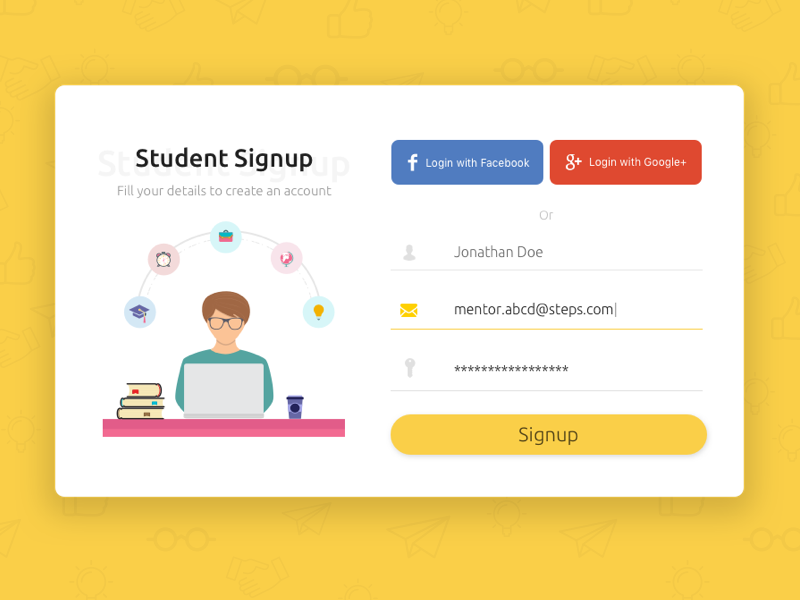 Student Signup
Fill your details to create an account
Login with Facebook
Login with Google+
Or
Jonathan Doe
mentor.abcd@steps.com
*****************
Signup